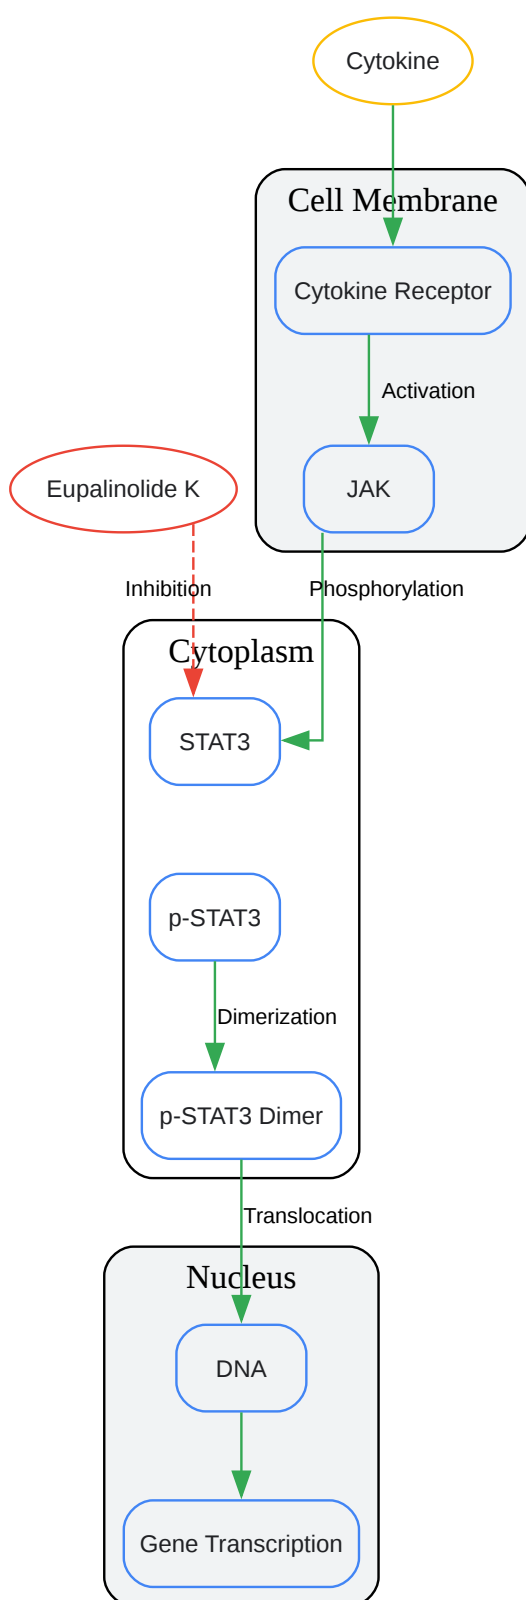 Cytokine
Cell Membrane
Cytokine Receptor
Activation
Eupalinolide K
JAK
Inhibition
Phosphorylation
Cytoplasm
STAT3
p-STAT3
Dimerization
p-STAT3 Dimer
Translocation
Nucleus
DNA
Gene Transcription